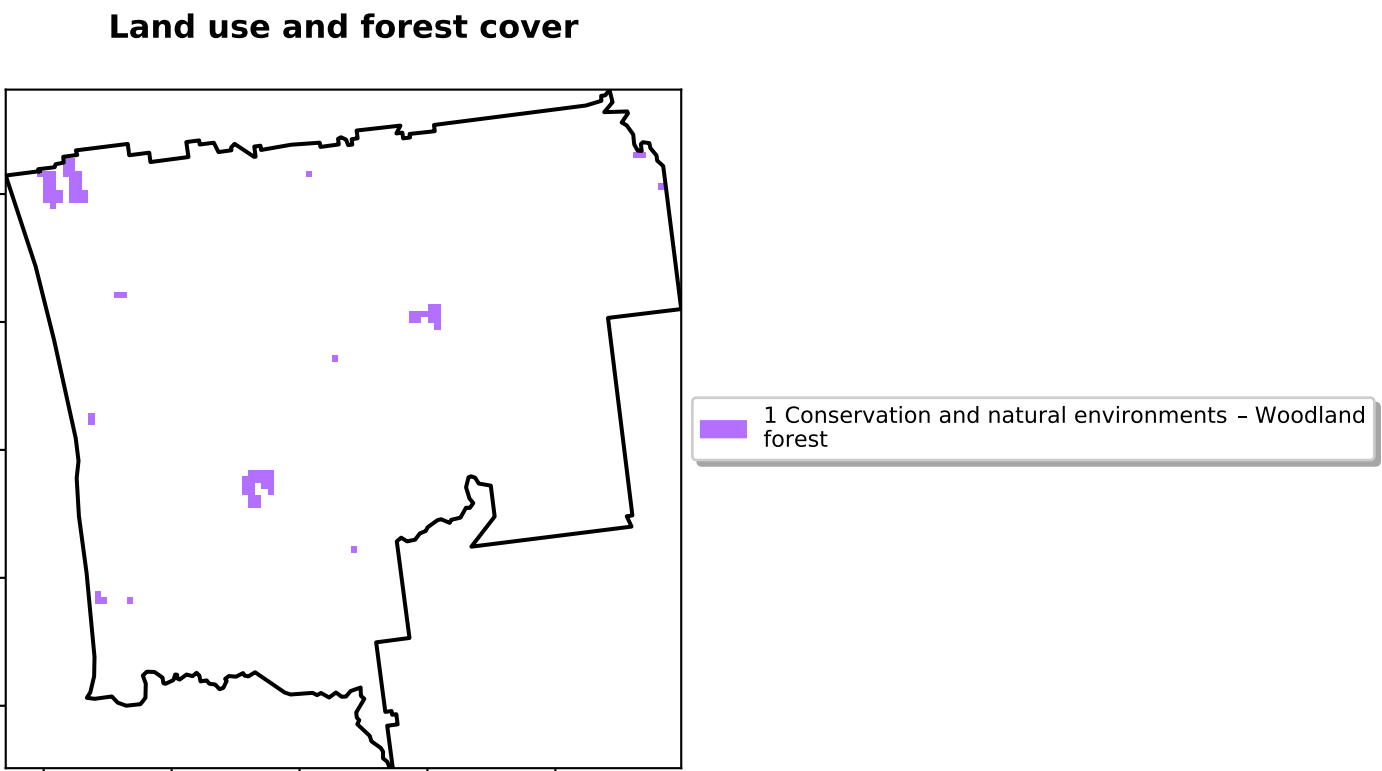 Land use and forest cover
1 Conservation and natural environments – Woodland
forest